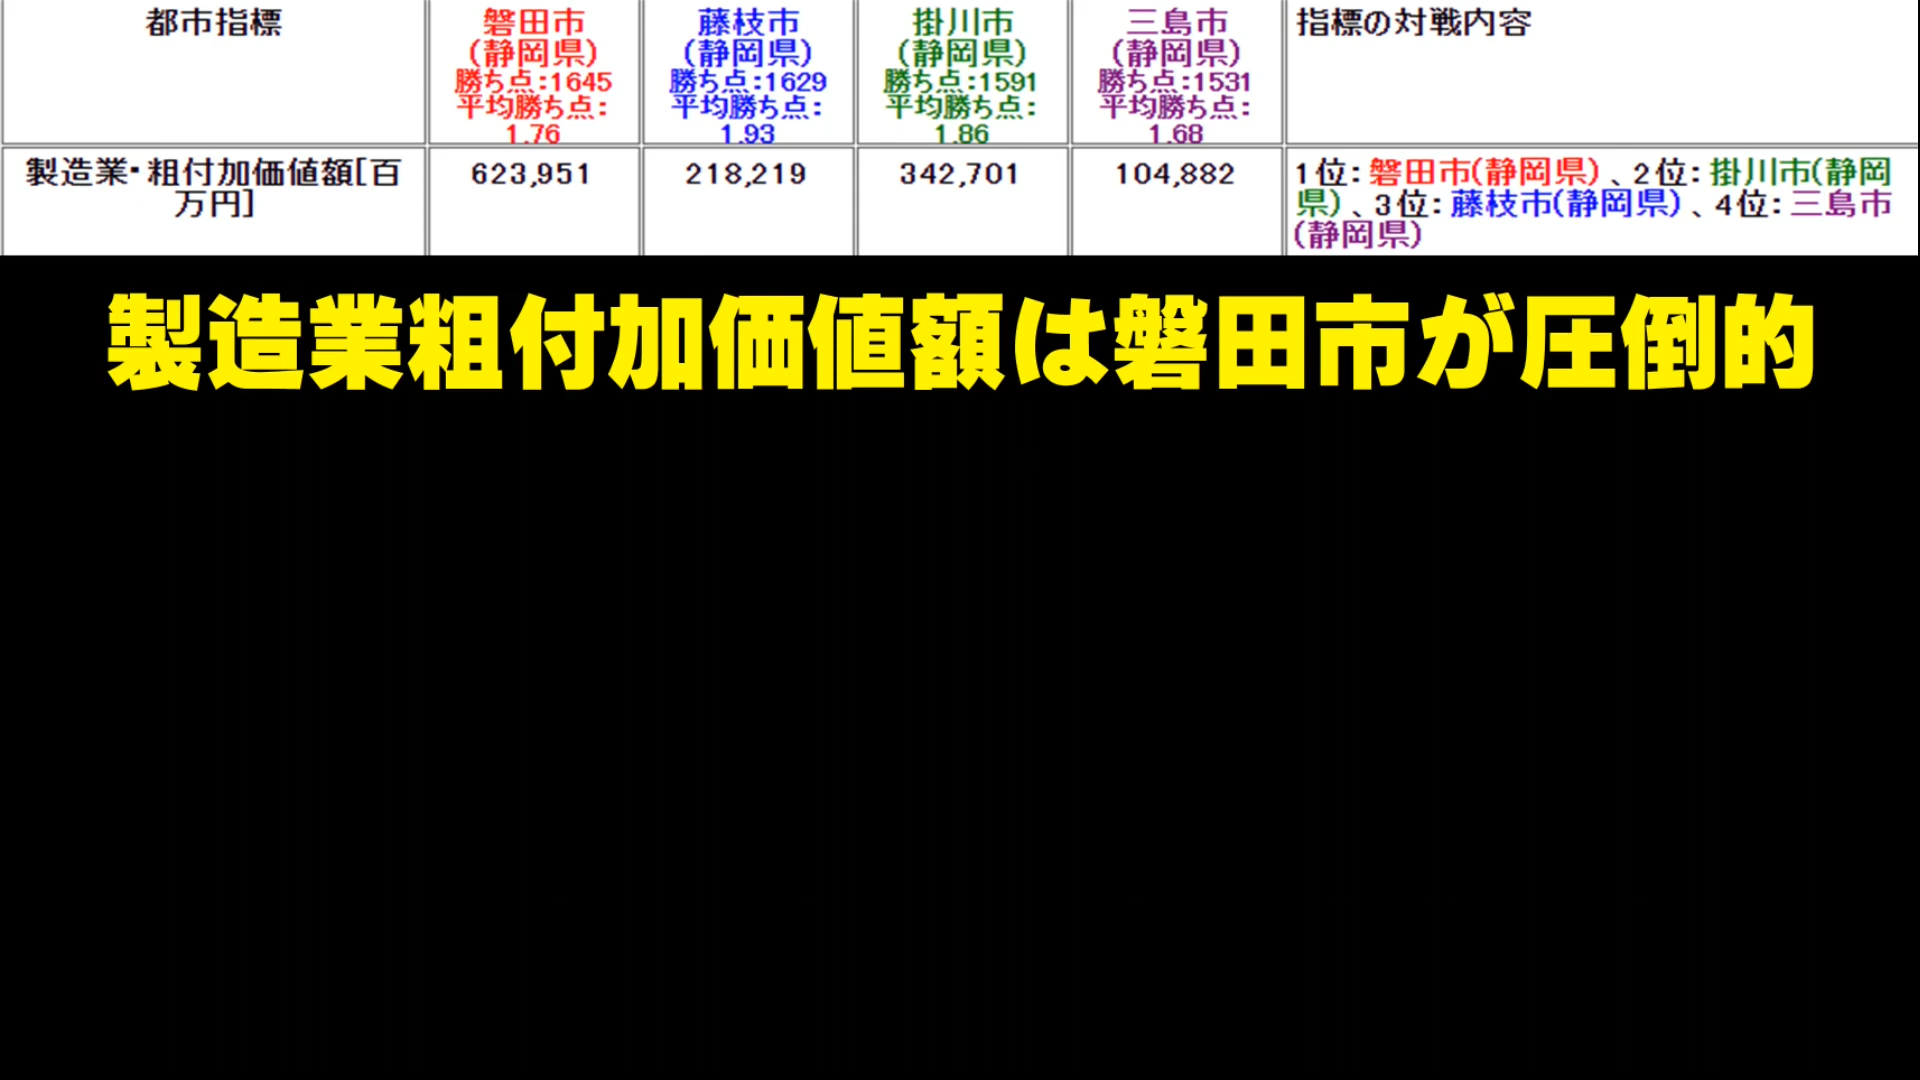 都市指標
磐田市
(静岡県)
勝ち点:1645
平均勝ち点:
1.76
藤枝市
(静岡県)
勝ち点:1629
平均勝ち点:
1.93
掛川市
(静岡県)
勝ち点:1591
平均勝ち点:
1.86
三島市
(静岡県)
勝ち点:1531
平均勝ち点:
1.68
指標の対戦内容
製造業・粗付加価値額[百
万円]
623,951
218,219
342,701
104,882
1位:磐田市(静岡県)、2位:掛川市(静岡
県)、3位:藤枝市(静岡県)、4位:三島市
(静岡県)
製造業粗付加価値額は磐田市が圧倒的